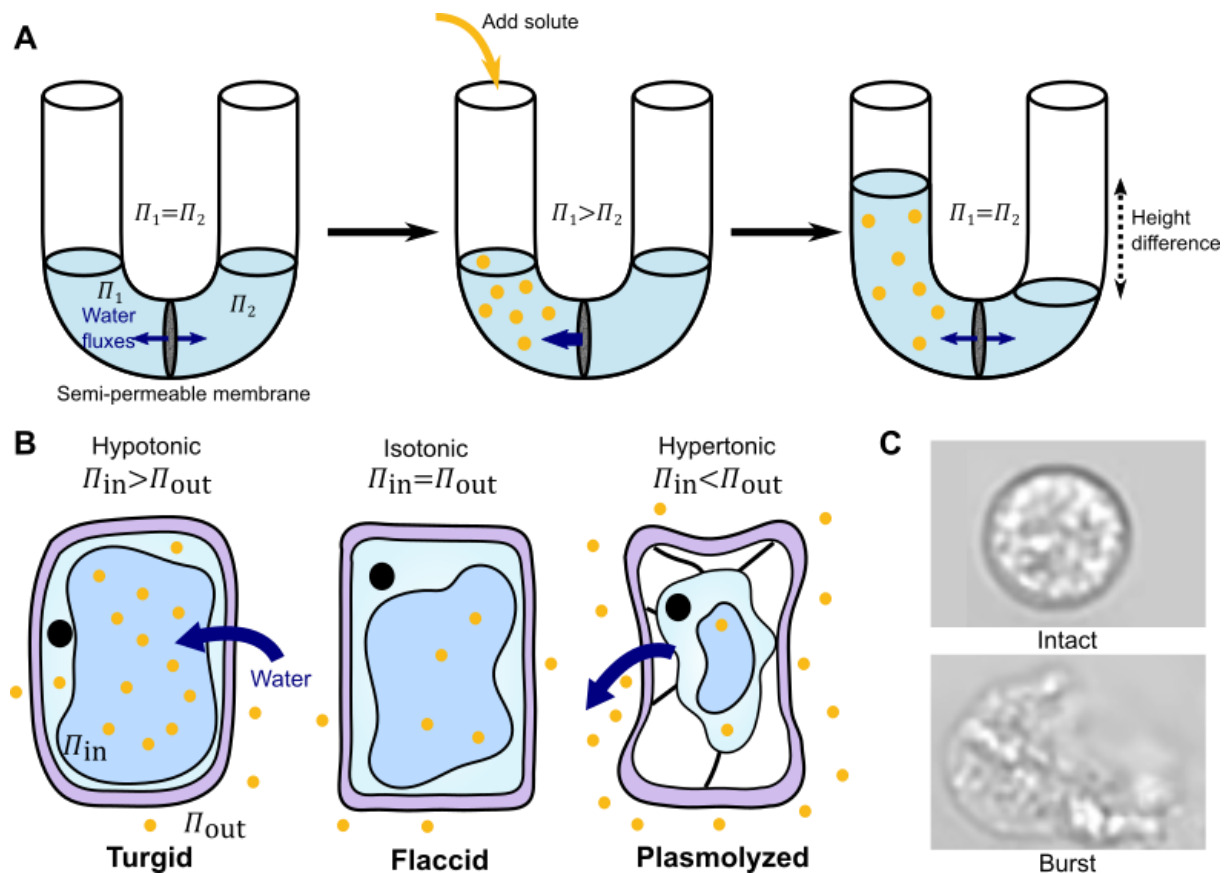 A
Add solute
Π₁=Π₂
Π₁>Π₂
Π₁=Π₂
Height
difference
Π₁
Π₂
Water
fluxes
Semi-permeable membrane
B
Hypotonic
Πin>Πout
Isotonic
Πin=Πout
Hypertonic
Πin<Πout
Water
Πin
Πout
Turgid
Flaccid
Plasmolyzed
C
Intact
Burst